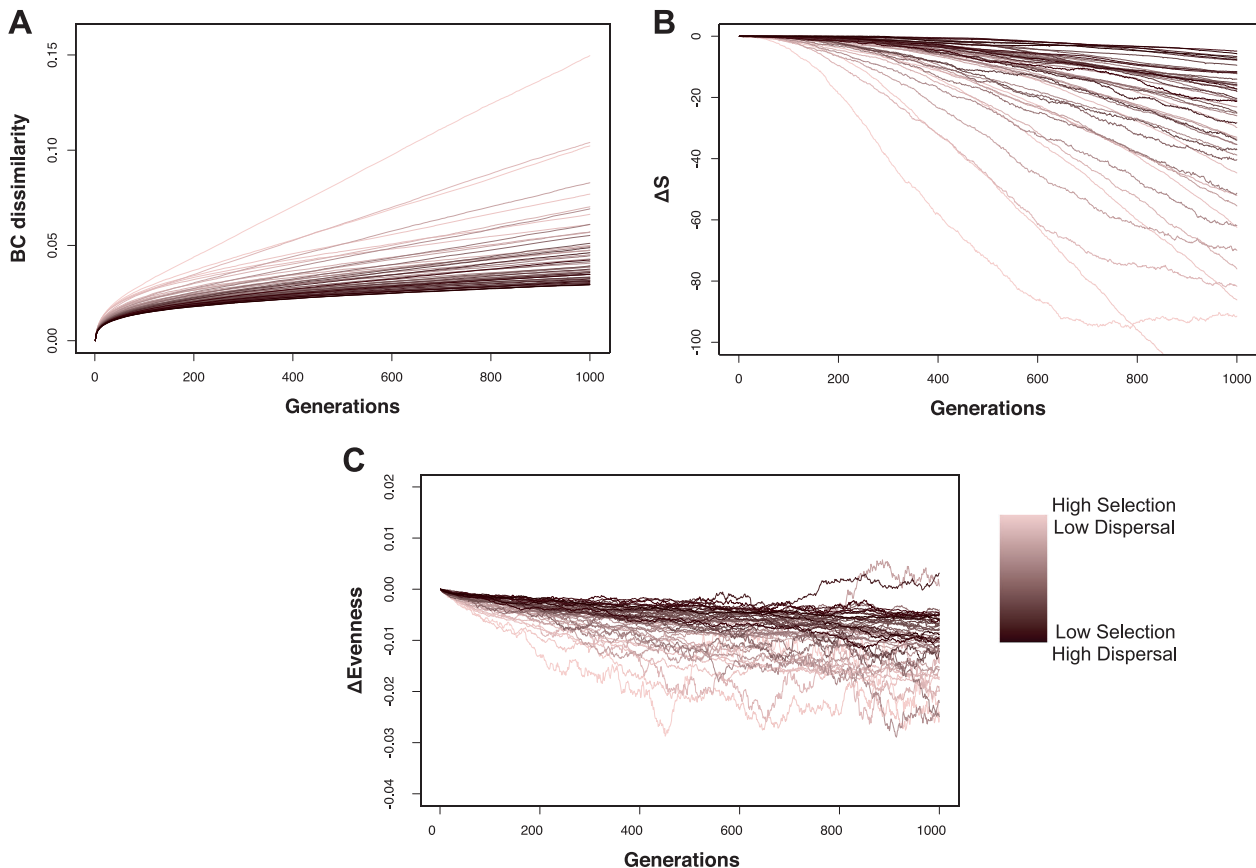 A
BC dissimilarity
0.15
0.10
0.05
0.00
0 200 400 600 800 1000
Generations
B
ΔS
0
-20
-40
-60
-80
-100
0 200 400 600 800 1000
Generations
C
ΔEvenness
0.02
0.01
0.00
-0.01
-0.02
-0.03
-0.04
0 200 400 600 800 1000
Generations
High Selection
Low Dispersal
Low Selection
High Dispersal